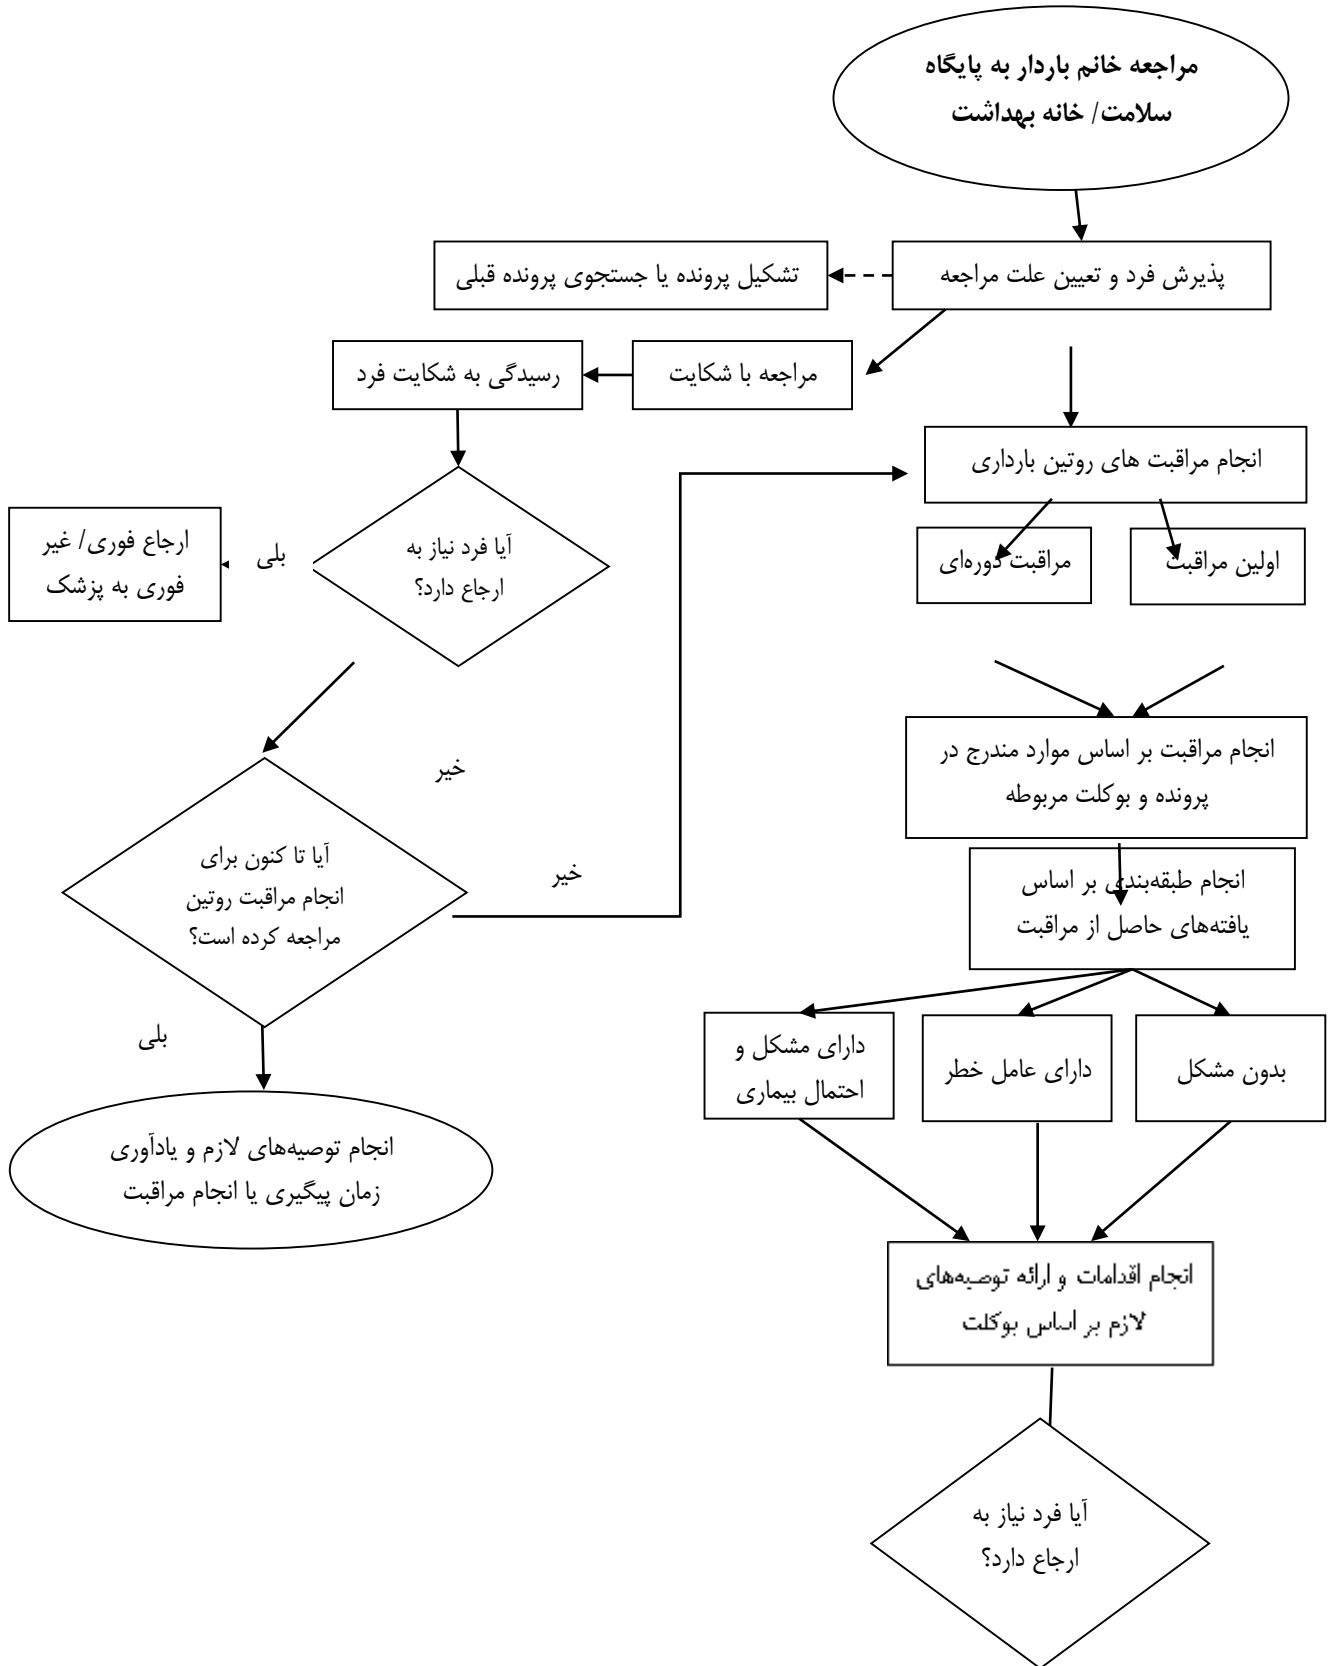 مراجعه خانم باردار به پایگاه
سلامت/ خانه بهداشت
پذیرش فرد و تعیین علت مراجعه
تشکیل پرونده یا جستجوی پرونده قبلی
مراجعه با شکایت
رسیدگی به شکایت فرد
انجام مراقبت های روتین بارداری
آیا فرد نیاز به
ارجاع دارد؟
بلی
ارجاع فوری/ غیر
فوری به پزشک
اولین مراقبت
مراقبت دوره‌ای
انجام مراقبت بر اساس موارد مندرج در
پرونده و بوکلت مربوطه
خیر
آیا تا کنون برای
انجام مراقبت روتین
مراجعه کرده است؟
خیر
انجام طبقه‌بندی بر اساس
یافته‌های حاصل از مراقبت
بدون مشکل
دارای عامل خطر
دارای مشکل و
احتمال بیماری
بلی
انجام توصیه‌های لازم و یادآوری
زمان پیگیری یا انجام مراقبت
انجام اقدامات و ارائه توصیه‌های
لازم بر اساس بوکلت
آیا فرد نیاز به
ارجاع دارد؟